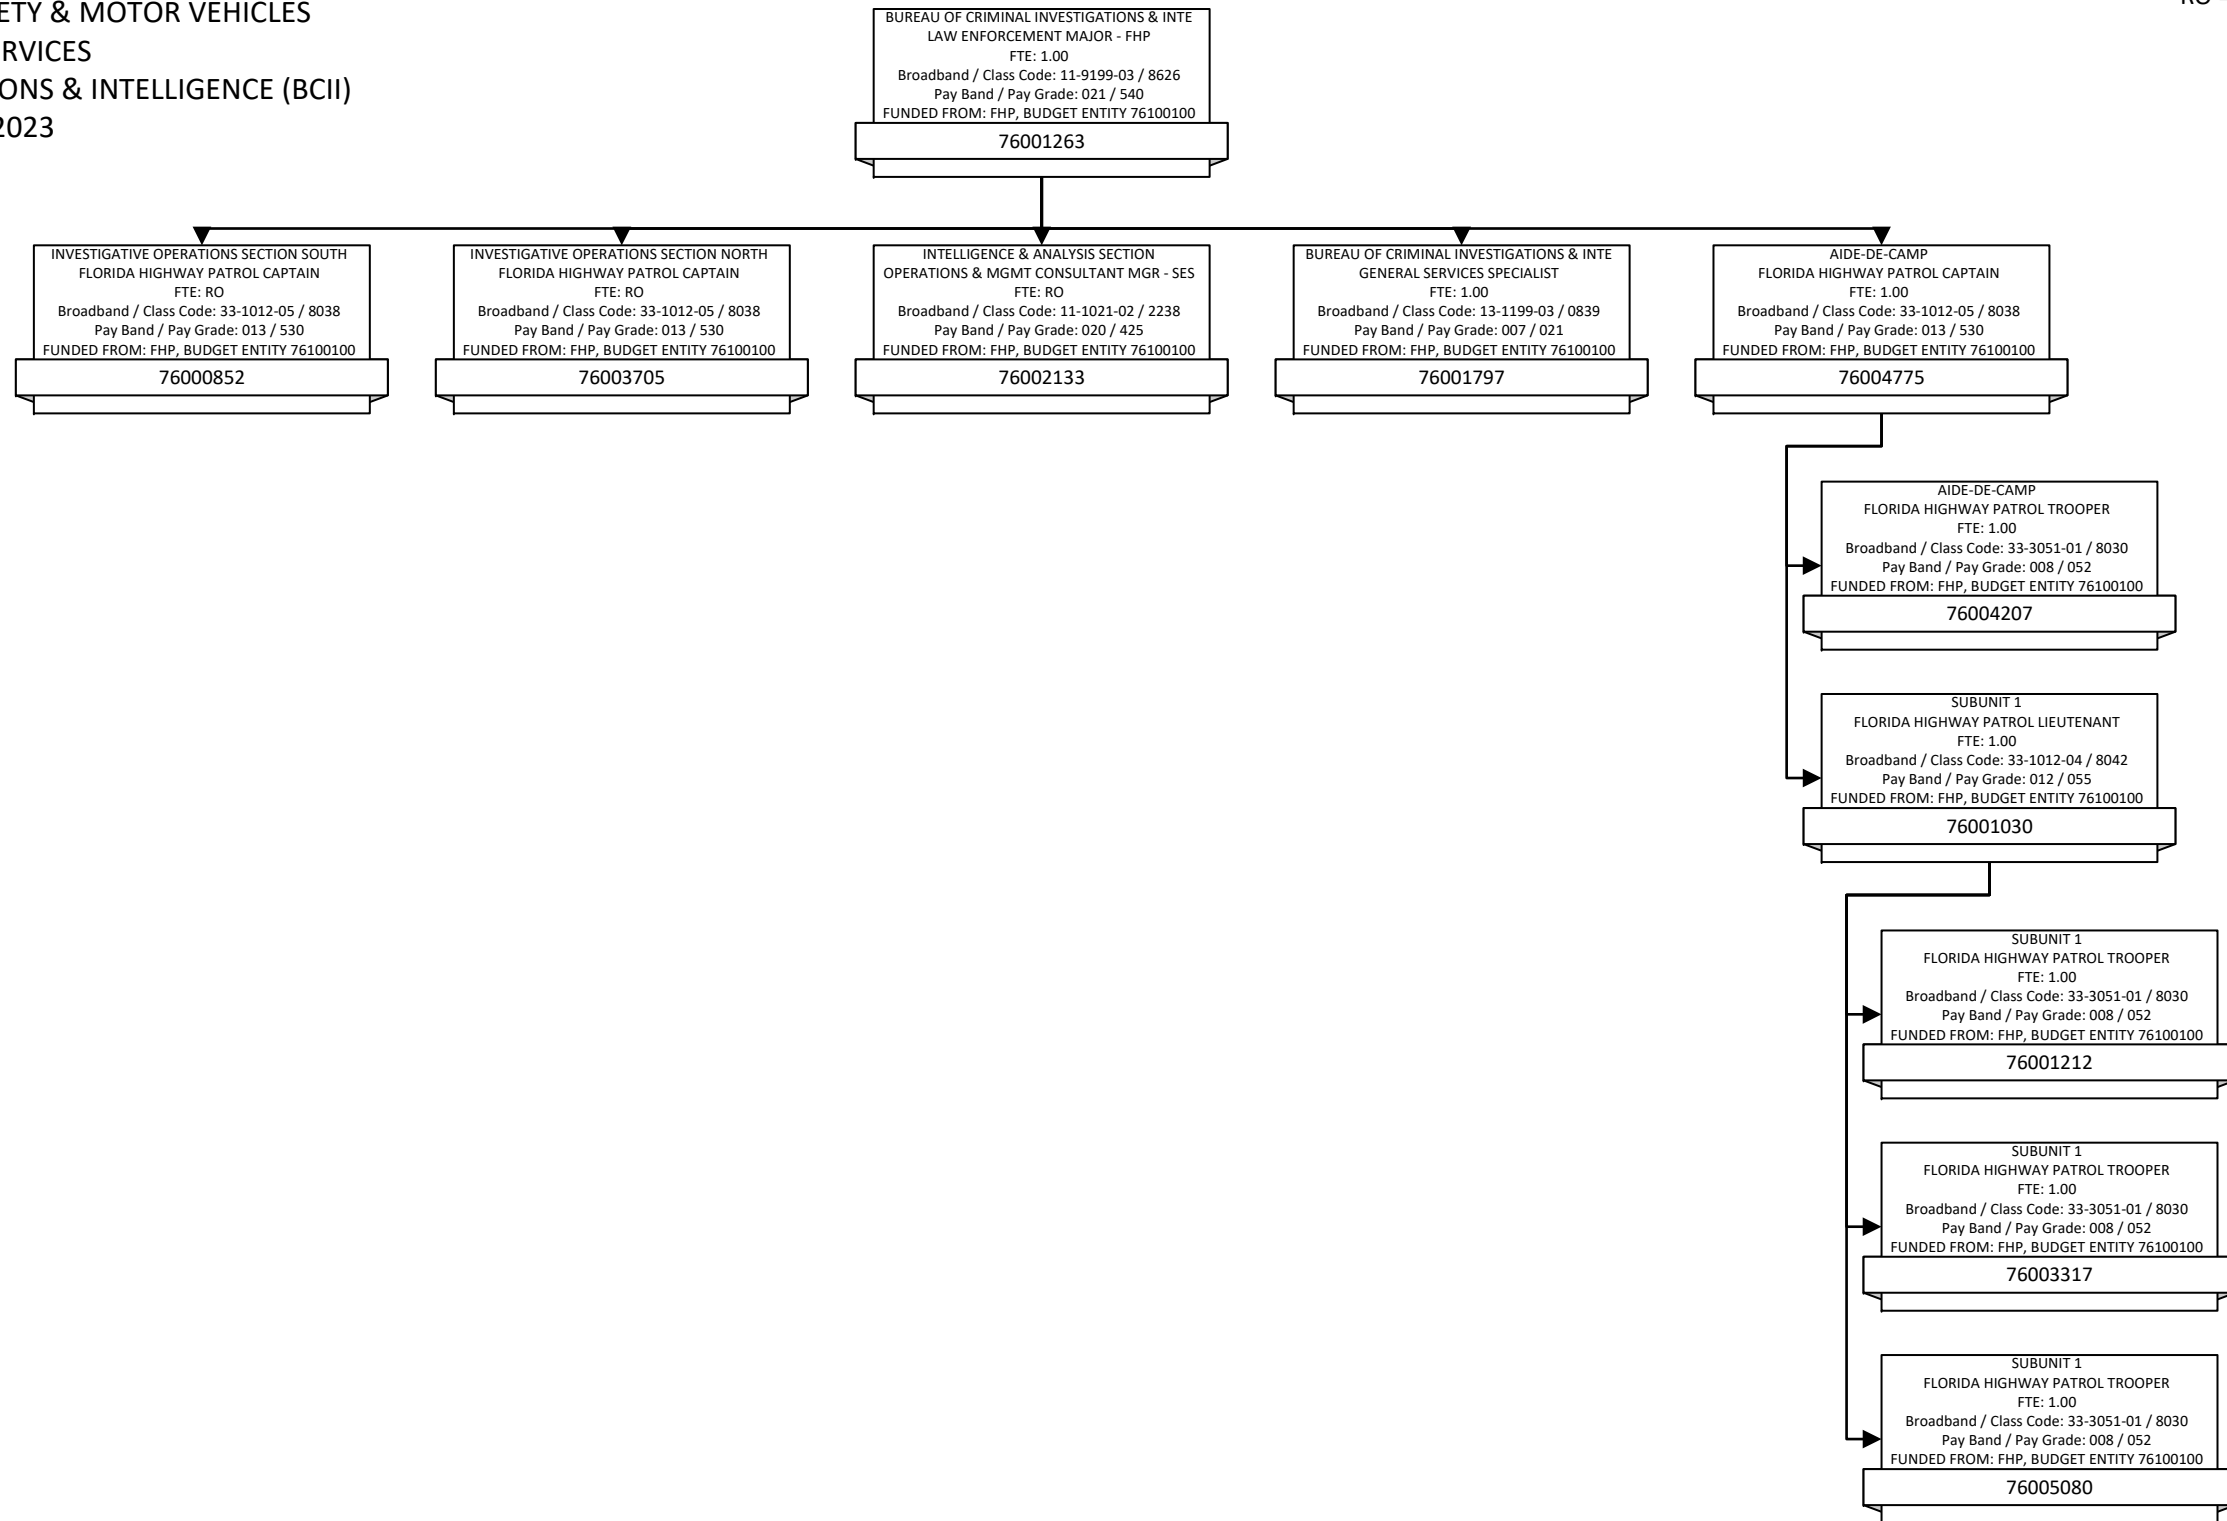 ETY & MOTOR VEHICLES
RVICES
ONS & INTELLIGENCE (BCII)
2023
BUREAU OF CRIMINAL INVESTIGATIONS & INTE
LAW ENFORCEMENT MAJOR - FHP
FTE: 1.00
Broadband / Class Code: 11-9199-03 / 8626
Pay Band / Pay Grade: 021 / 540
FUNDED FROM: FHP, BUDGET ENTITY 76100100
76001263
INVESTIGATIVE OPERATIONS SECTION SOUTH
FLORIDA HIGHWAY PATROL CAPTAIN
FTE: RO
Broadband / Class Code: 33-1012-05 / 8038
Pay Band / Pay Grade: 013 / 530
FUNDED FROM: FHP, BUDGET ENTITY 76100100
76000852
INVESTIGATIVE OPERATIONS SECTION NORTH
FLORIDA HIGHWAY PATROL CAPTAIN
FTE: RO
Broadband / Class Code: 33-1012-05 / 8038
Pay Band / Pay Grade: 013 / 530
FUNDED FROM: FHP, BUDGET ENTITY 76100100
76003705
INTELLIGENCE & ANALYSIS SECTION
OPERATIONS & MGMT CONSULTANT MGR - SES
FTE: RO
Broadband / Class Code: 11-1021-02 / 2238
Pay Band / Pay Grade: 020 / 425
FUNDED FROM: FHP, BUDGET ENTITY 76100100
76002133
BUREAU OF CRIMINAL INVESTIGATIONS & INTE
GENERAL SERVICES SPECIALIST
FTE: 1.00
Broadband / Class Code: 13-1199-03 / 0839
Pay Band / Pay Grade: 007 / 021
FUNDED FROM: FHP, BUDGET ENTITY 76100100
76001797
AIDE-DE-CAMP
FLORIDA HIGHWAY PATROL CAPTAIN
FTE: 1.00
Broadband / Class Code: 33-1012-05 / 8038
Pay Band / Pay Grade: 013 / 530
FUNDED FROM: FHP, BUDGET ENTITY 76100100
76004775
AIDE-DE-CAMP
FLORIDA HIGHWAY PATROL TROOPER
FTE: 1.00
Broadband / Class Code: 33-3051-01 / 8030
Pay Band / Pay Grade: 008 / 052
FUNDED FROM: FHP, BUDGET ENTITY 76100100
76004207
SUBUNIT 1
FLORIDA HIGHWAY PATROL LIEUTENANT
FTE: 1.00
Broadband / Class Code: 33-1012-04 / 8042
Pay Band / Pay Grade: 012 / 055
FUNDED FROM: FHP, BUDGET ENTITY 76100100
76001030
SUBUNIT 1
FLORIDA HIGHWAY PATROL TROOPER
FTE: 1.00
Broadband / Class Code: 33-3051-01 / 8030
Pay Band / Pay Grade: 008 / 052
FUNDED FROM: FHP, BUDGET ENTITY 76100100
76001212
SUBUNIT 1
FLORIDA HIGHWAY PATROL TROOPER
FTE: 1.00
Broadband / Class Code: 33-3051-01 / 8030
Pay Band / Pay Grade: 008 / 052
FUNDED FROM: FHP, BUDGET ENTITY 76100100
76003317
SUBUNIT 1
FLORIDA HIGHWAY PATROL TROOPER
FTE: 1.00
Broadband / Class Code: 33-3051-01 / 8030
Pay Band / Pay Grade: 008 / 052
FUNDED FROM: FHP, BUDGET ENTITY 76100100
76005080